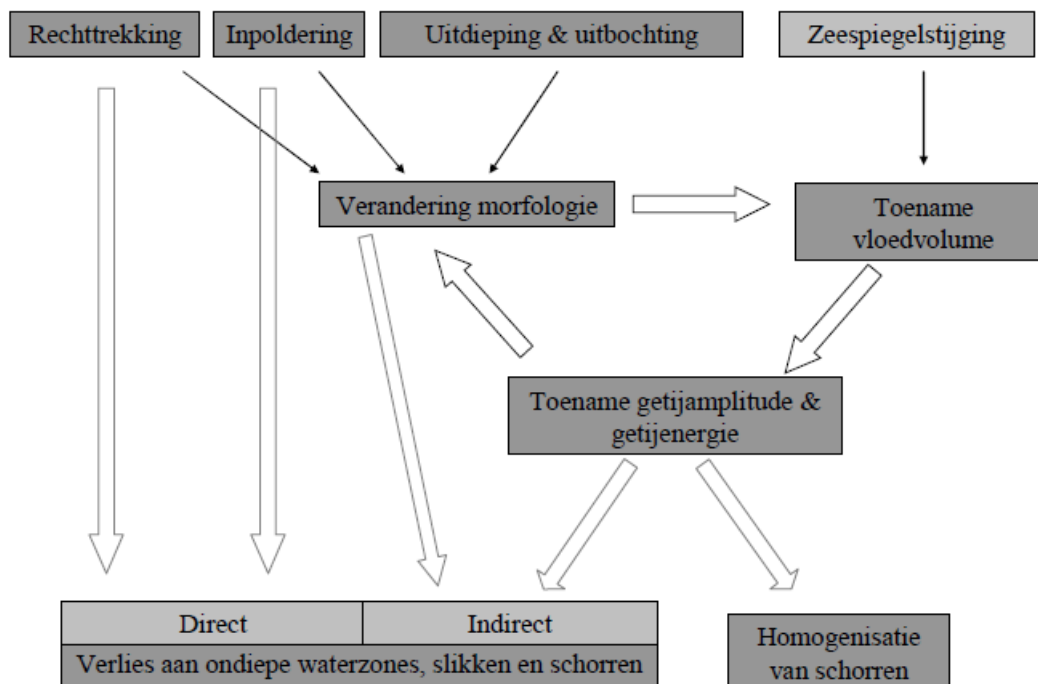 Rechttrekking
Inpoldering
Uitdieping & uitbochting
Zeespiegelstijging
Verandering morfologie
Toename
vloedvolume
Toename getijamplitude &
getijenergie
Direct
Indirect
Verlies aan ondiepe waterzones, slikken en schorren
Homogenisatie
van schorren